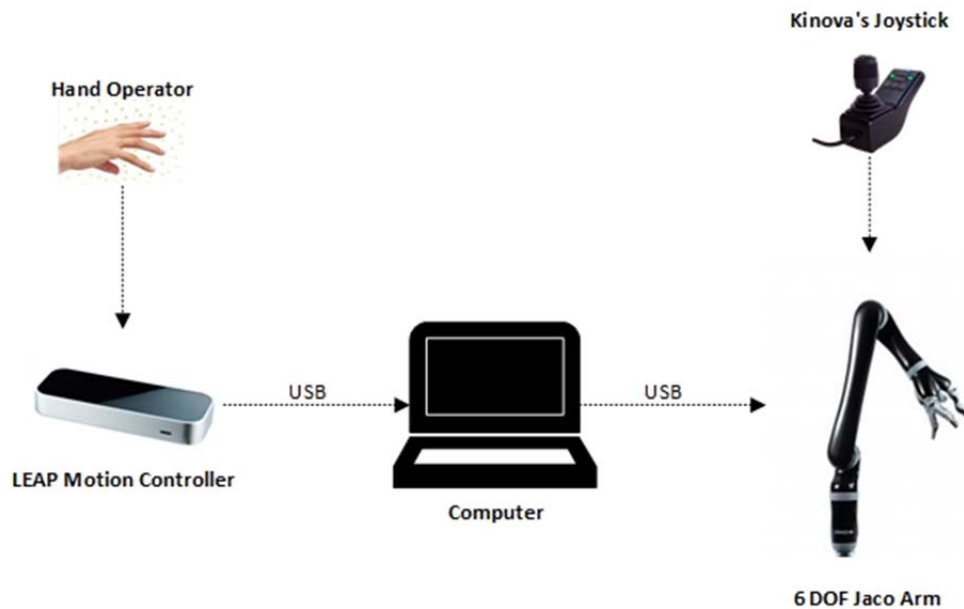 Kinova's Joystick
Hand Operator
USB
USB
LEAP Motion Controller
Computer
6 DOF Jaco Arm